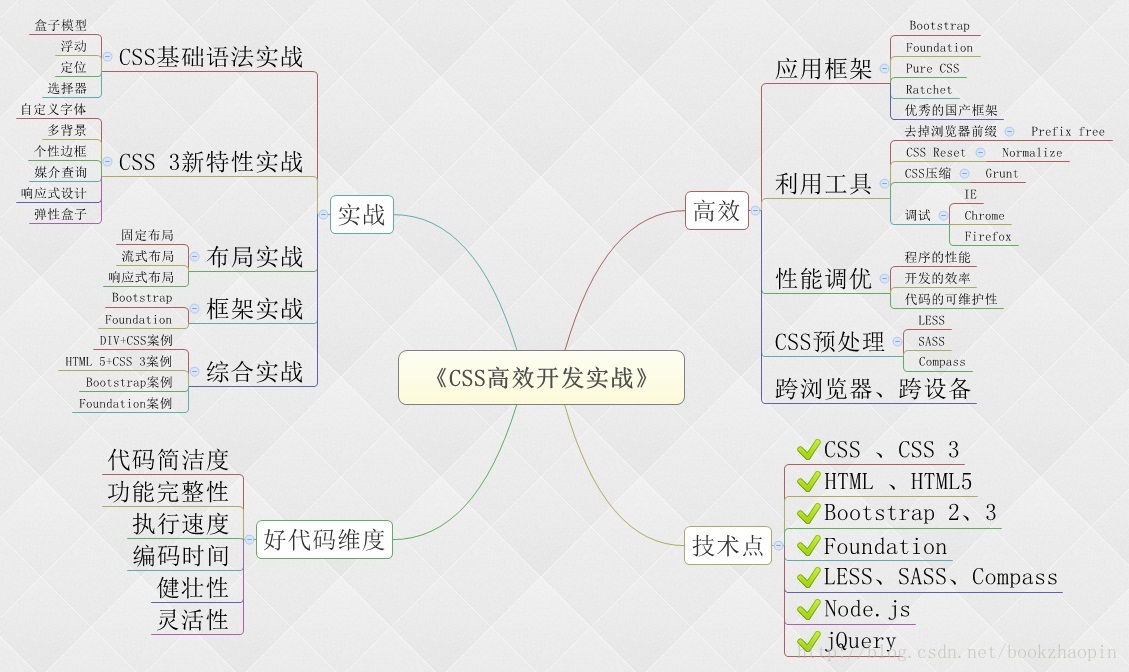 《CSS高效开发实战》
实战
CSS基础语法实战
盒子模型
浮动
定位
选择器
CSS 3新特性实战
自定义字体
多背景
个性边框
媒介查询
响应式设计
弹性盒子
布局实战
固定布局
流式布局
响应式布局
框架实战
Bootstrap
Foundation
综合实战
DIV+CSS案例
HTML 5+CSS 3案例
Bootstrap案例
Foundation案例
好代码维度
代码简洁度
功能完整性
执行速度
编码时间
健壮性
灵活性
高效
应用框架
Bootstrap
Foundation
Pure CSS
Ratchet
优秀的国产框架
利用工具
去掉浏览器前缀 Prefix free
CSS Reset Normalize
CSS压缩 Grunt
调试
IE
Chrome
Firefox
性能调优
程序的性能
开发的效率
代码的可维护性
CSS预处理
LESS
SASS
Compass
跨浏览器、跨设备
技术点
CSS 、CSS 3
HTML 、HTML5
Bootstrap 2、3
Foundation
LESS、SASS、Compass
Node.js
jQuery
http://blog.csdn.net/bookzhaopin